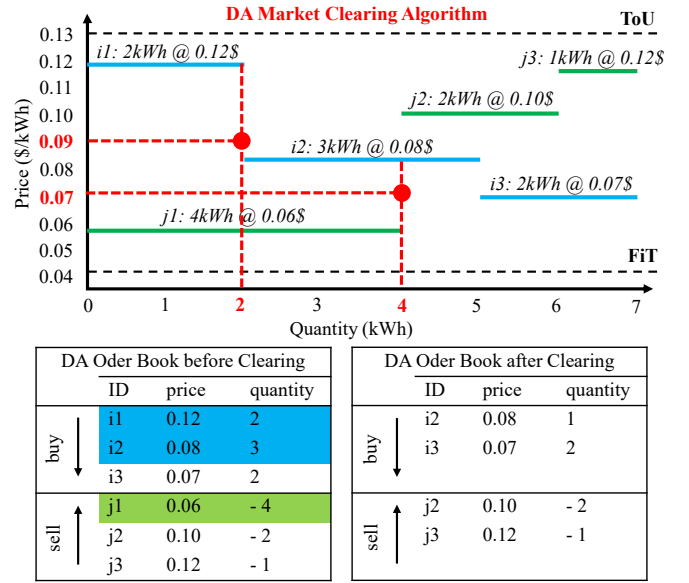 DA Market Clearing Algorithm
ToU
0.13
i1: 2kWh @ 0.12$
j3: 1kWh @ 0.12$
0.12
0.11
j2: 2kWh @ 0.10$
0.10
0.09
i2: 3kWh @ 0.08$
0.08
i3: 2kWh @ 0.07$
0.07
j1: 4kWh @ 0.06$
0.06
0.05
FiT
0.04
Price ($/kWh)
0 1 2 3 4 5 6 7
Quantity (kWh)
DA Oder Book before Clearing
ID price quantity
buy
i1 0.12 2
i2 0.08 3
i3 0.07 2
sell
j1 0.06 - 4
j2 0.10 - 2
j3 0.12 - 1
DA Oder Book after Clearing
ID price quantity
buy
i2 0.08 1
i3 0.07 2
sell
j2 0.10 - 2
j3 0.12 - 1